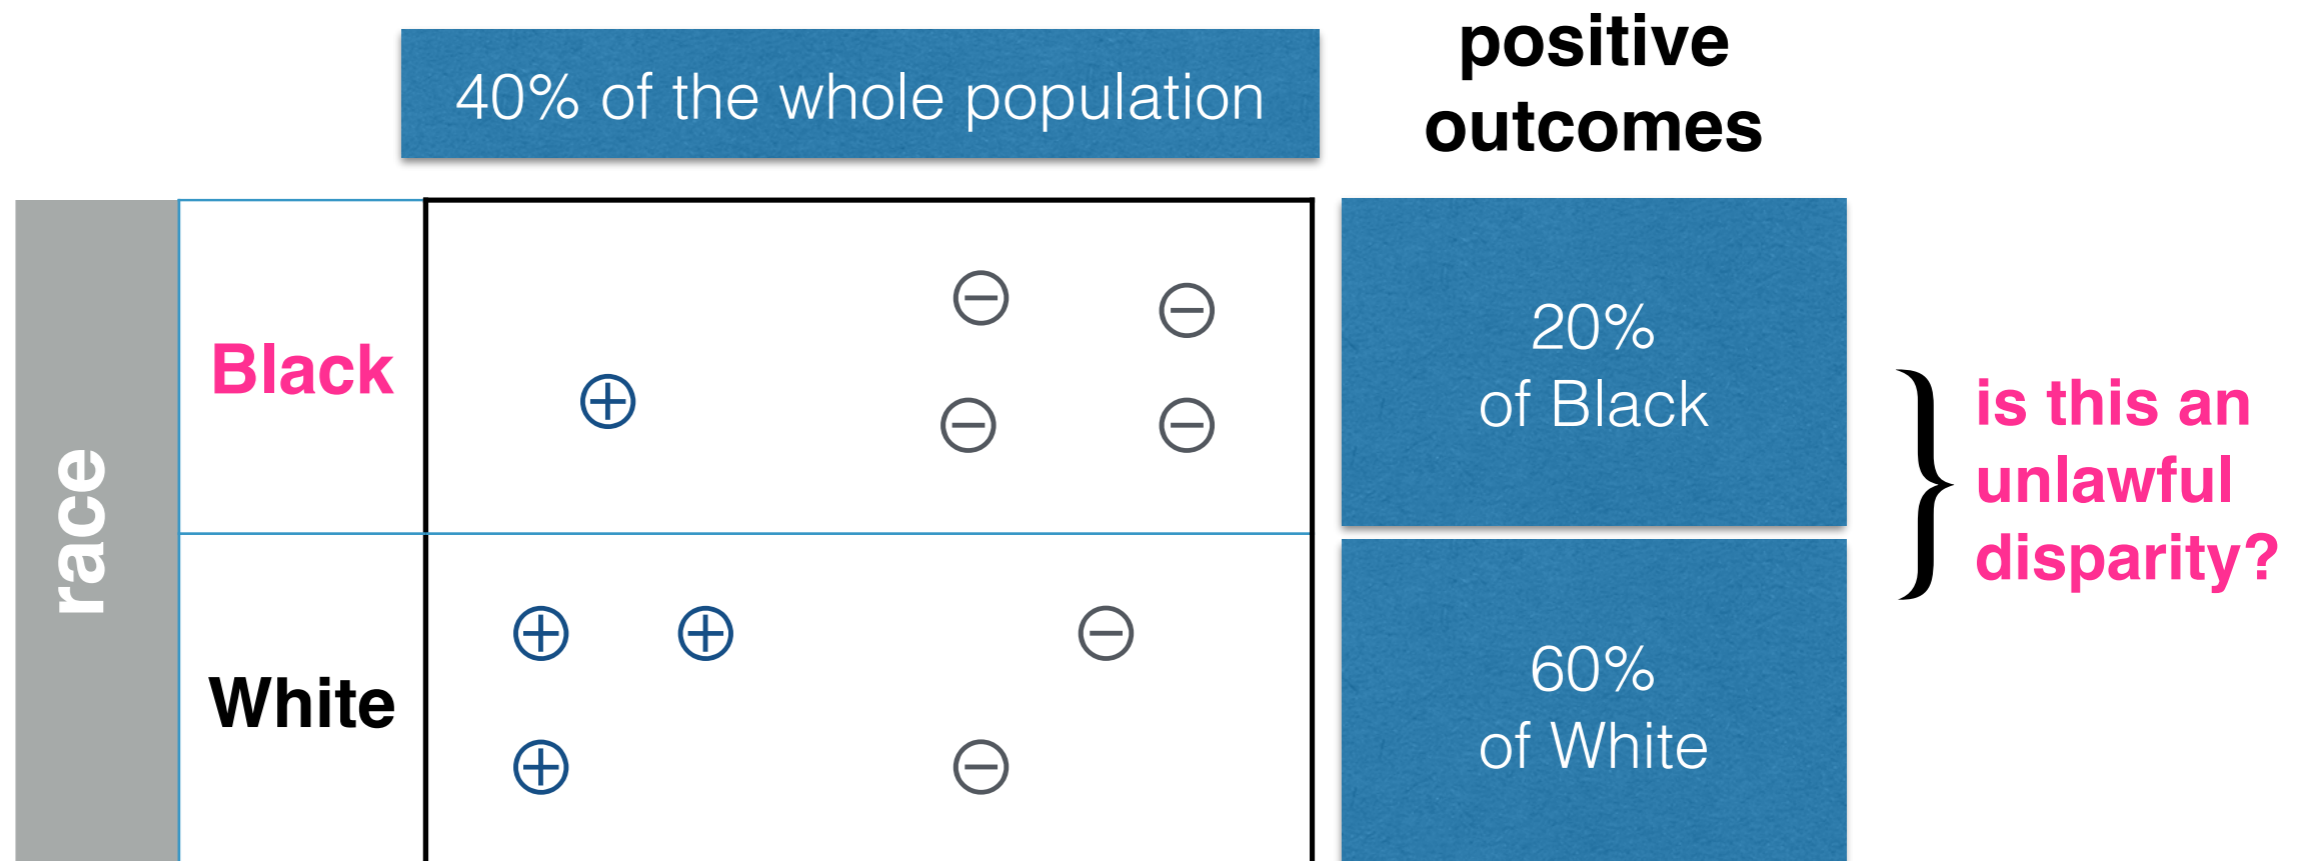 40% of the whole population
positive
outcomes
race
Black
20%
of Black
is this an
unlawful
disparity?
White
60%
of White